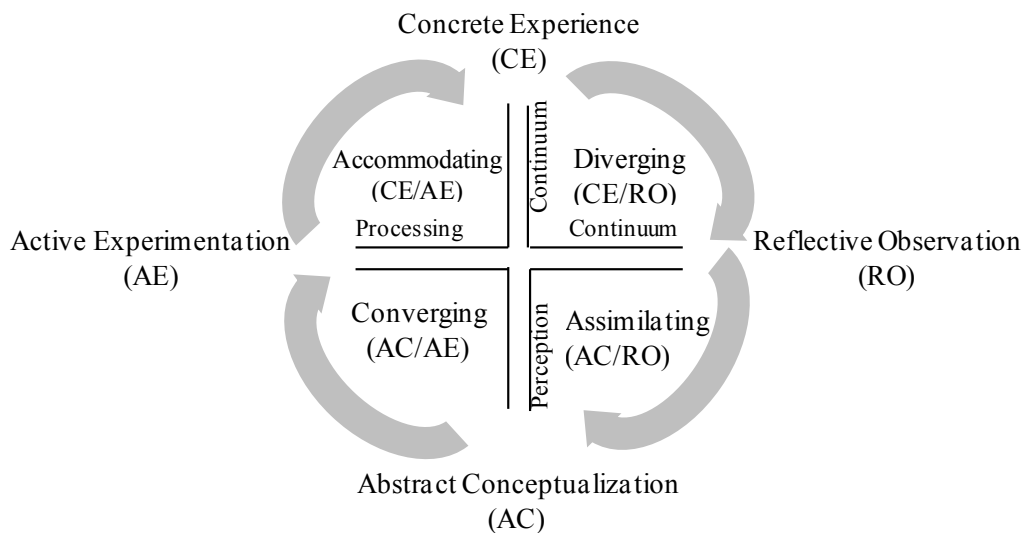 Concrete Experience
(CE)
Continuum
Accommodating
(CE/AE)
Diverging
(CE/RO)
Processing
Continuum
Active Experimentation
(AE)
Reflective Observation
(RO)
Converging
(AC/AE)
Perception
Assimilating
(AC/RO)
Abstract Conceptualization
(AC)